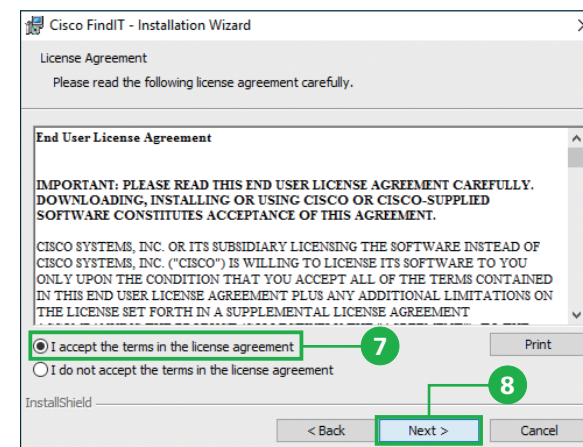 Cisco FindIT - Installation Wizard
License Agreement
Please read the following license agreement carefully.
End User License Agreement
IMPORTANT: PLEASE READ THIS END USER LICENSE AGREEMENT CAREFULLY.
DOWNLOADING, INSTALLING OR USING CISCO OR CISCO-SUPPLIED
SOFTWARE CONSTITUTES ACCEPTANCE OF THIS AGREEMENT.
CISCO SYSTEMS, INC. OR ITS SUBSIDIARY LICENSING THE SOFTWARE INSTEAD OF
CISCO SYSTEMS, INC. ("CISCO") IS WILLING TO LICENSE ITS SOFTWARE TO YOU
ONLY UPON THE CONDITION THAT YOU ACCEPT ALL OF THE TERMS CONTAINED
IN THIS END USER LICENSE AGREEMENT PLUS ANY ADDITIONAL LIMITATIONS ON
THE LICENSE SET FORTH IN A SUPPLEMENTAL LICENSE AGREEMENT
I accept the terms in the license agreement 7 Print
I do not accept the terms in the license agreement
8
InstallShield
< Back Next > Cancel